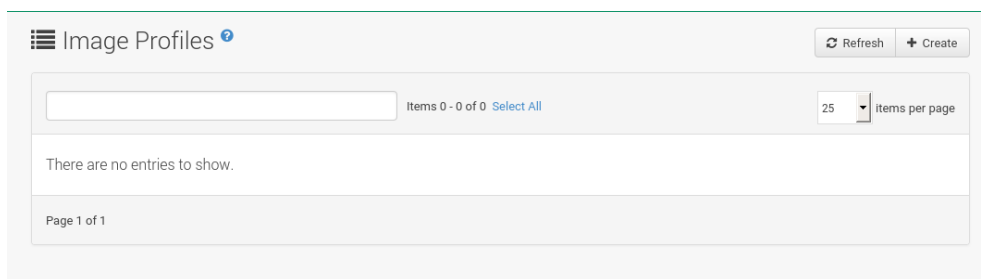 Image Profiles ?
Refresh + Create
Items 0 - 0 of 0 Select All 25 items per page
There are no entries to show.
Page 1 of 1